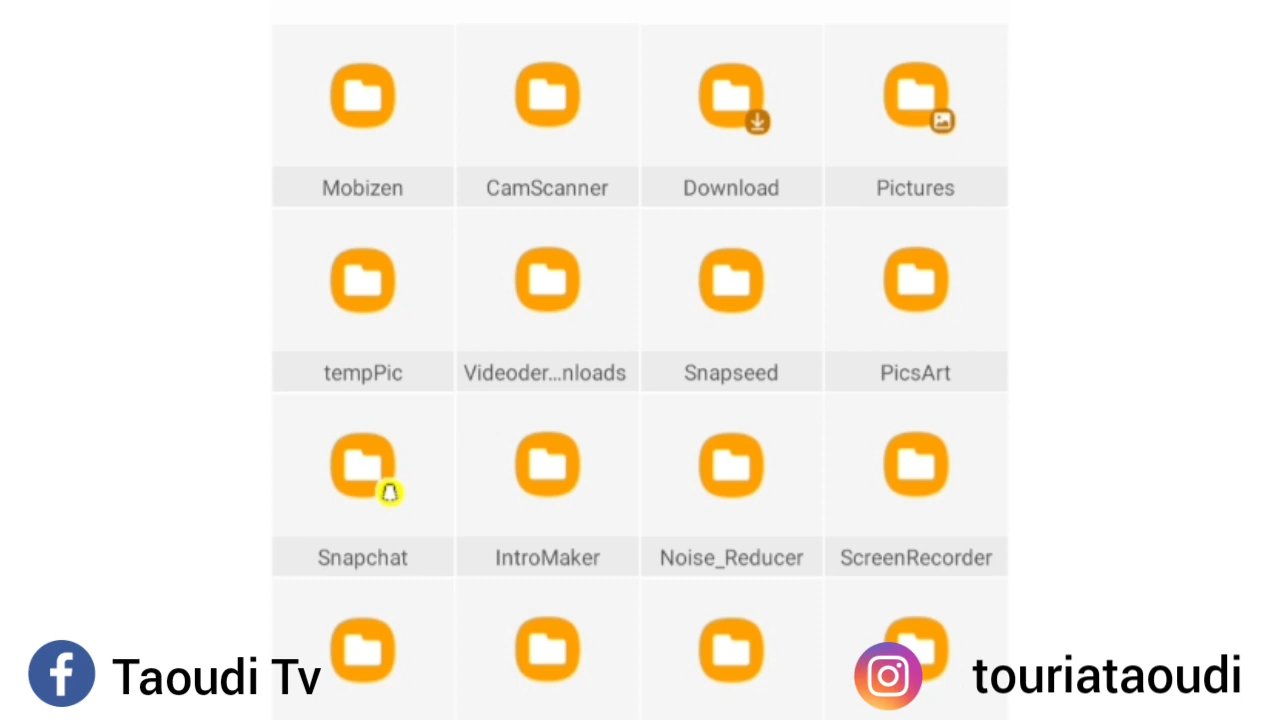 Mobizen
CamScanner
Download
Pictures
tempPic
Videoder...nloads
Snapseed
PicsArt
Snapchat
IntroMaker
Noise_Reducer
ScreenRecorder
Taoudi Tv
touriataoudi